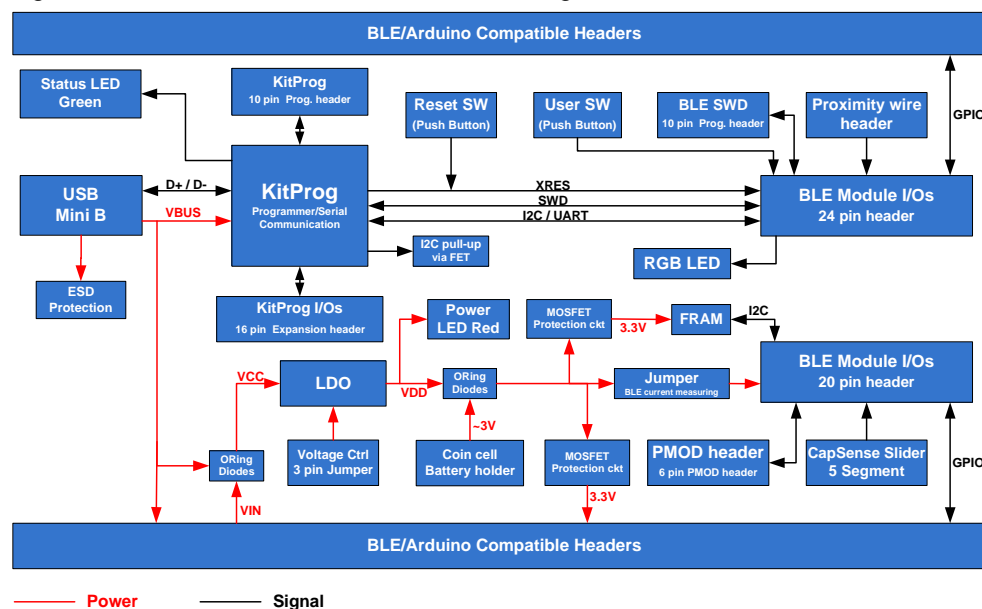 BLE/Arduino Compatible Headers
Status LED
Green
KitProg
10 pin Prog. header
Reset SW
(Push Button)
User SW
(Push Button)
BLE SWD
10 pin Prog. header
Proximity wire
header
GPIO
USB
Mini B
D+ / D-
VBUS
KitProg
Programmer/Serial
Communication
XRES
SWD
I2C / UART
BLE Module I/Os
24 pin header
I2C pull-up
via FET
RGB LED
ESD
Protection
KitProg I/Os
16 pin Expansion header
Power
LED Red
MOSFET
Protection ckt
3.3V
FRAM
I2C
BLE Module I/Os
20 pin header
VCC
LDO
VDD
ORing
Diodes
Jumper
BLE current measuring
~3V
ORing
Diodes
Voltage Ctrl
3 pin Jumper
Coin cell
Battery holder
MOSFET
Protection ckt
PMOD header
6 pin PMOD header
CapSense Slider
5 Segment
GPIO
VIN
3.3V
BLE/Arduino Compatible Headers
Power
Signal